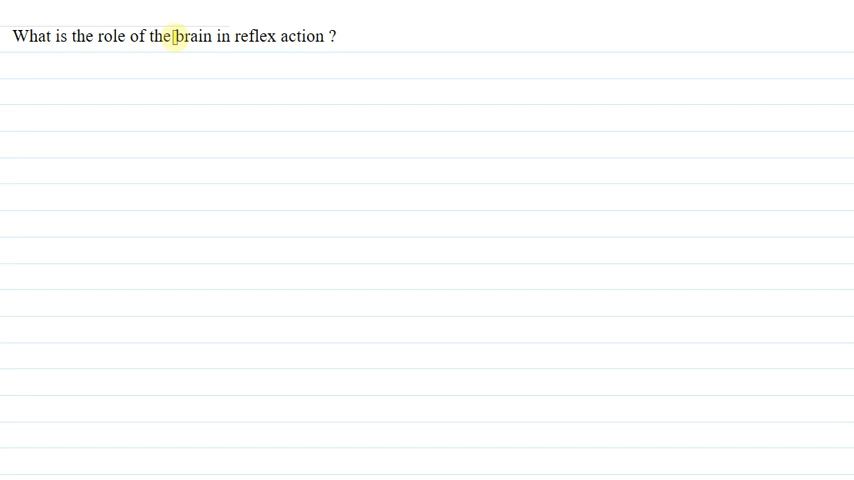 What is the role of the brain in reflex action ?